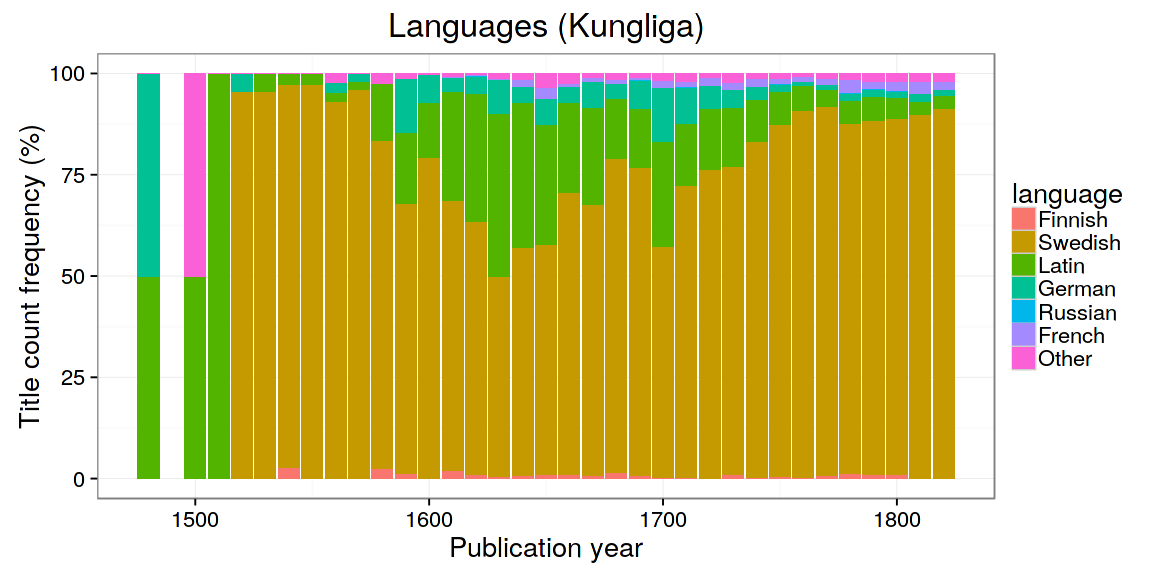 Languages (Kungliga)
Title count frequency (%)
100
75
50
25
0
1500
1600
1700
1800
Publication year
language
Finnish
Swedish
Latin
German
Russian
French
Other